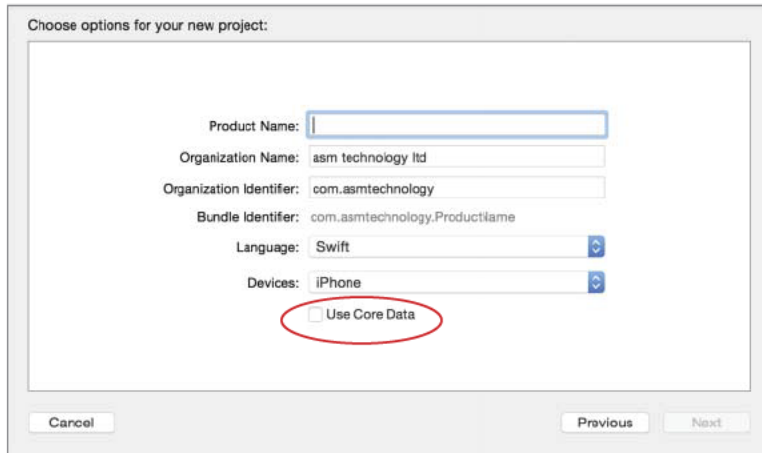 Choose options for your new project:
Product Name:
Organization Name: asm technology ltd
Organization Identifier: com.asmtechnology
Bundle Identifier: com.asmtechnology.ProductName
Language: Swift
Devices: iPhone
Use Core Data
Cancel Previous Next